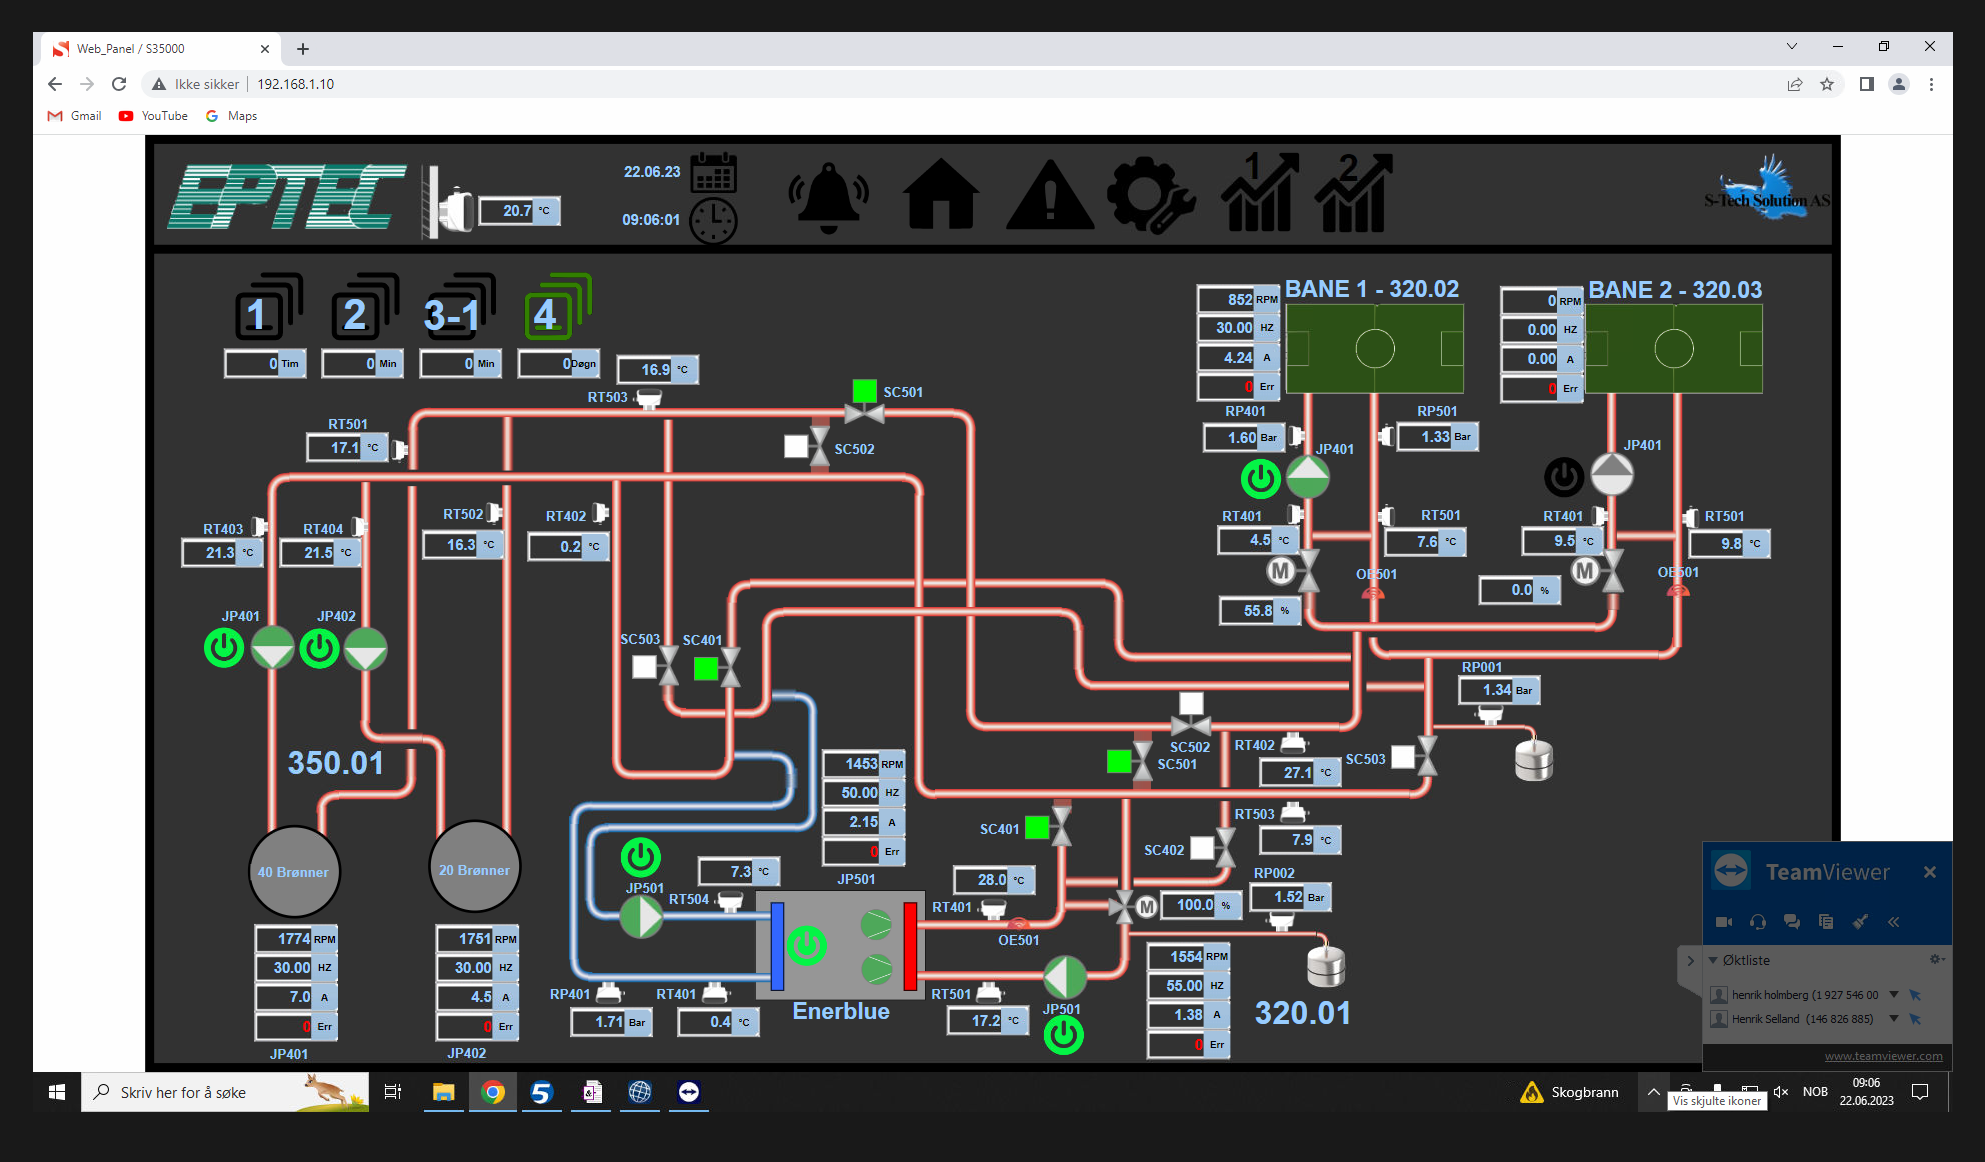 Web_Panel / S35000
Ikke sikker
192.168.1.10
Gmail
YouTube
Maps
EPTEC
20.7 °C
22.06.23
09:06:01
1
2
S-Tech Solution AS
1
2
3-1
4
0 Tim
0 Min
0 Min
0 Døgn
16.9 °C
RT503
SC501
SC502
RT501
17.1 °C
BANE 1 - 320.02
852 RPM
30.00 HZ
4.24 A
0 Err
BANE 2 - 320.03
0 RPM
0.00 HZ
0.00 A
0 Err
RP401
1.60 Bar
RP501
1.33 Bar
JP401
JP401
RT403
21.3 °C
RT404
21.5 °C
RT502
16.3 °C
RT402
0.2 °C
RT401
4.5 °C
RT501
7.6 °C
RT401
9.5 °C
RT501
9.8 °C
M
OE501
55.8 %
M
OE501
0.0 %
JP401
JP402
SC503
SC401
RP001
1.34 Bar
350.01
SC502
SC501
RT402
27.1 °C
SC503
1453 RPM
50.00 HZ
2.15 A
0 Err
JP501
RT503
7.9 °C
SC401
SC402
40 Brønner
20 Brønner
JP501
7.3 °C
RT504
28.0 °C
RT401
OE501
M
100.0 %
RP002
1.52 Bar
1774 RPM
30.00 HZ
7.0 A
0 Err
JP401
1751 RPM
30.00 HZ
4.5 A
0 Err
JP402
RP401
1.71 Bar
RT401
0.4 °C
Enerblue
RT501
17.2 °C
JP501
1554 RPM
55.00 HZ
1.38 A
0 Err
320.01
TeamViewer
Øktliste
henrik holmberg (1 927 546 00
Henrik Selland (146 826 885)
www.teamviewer.com
Skriv her for å søke
Skogbrann
Vis skjulte ikoner
NOB
09:06
22.06.2023